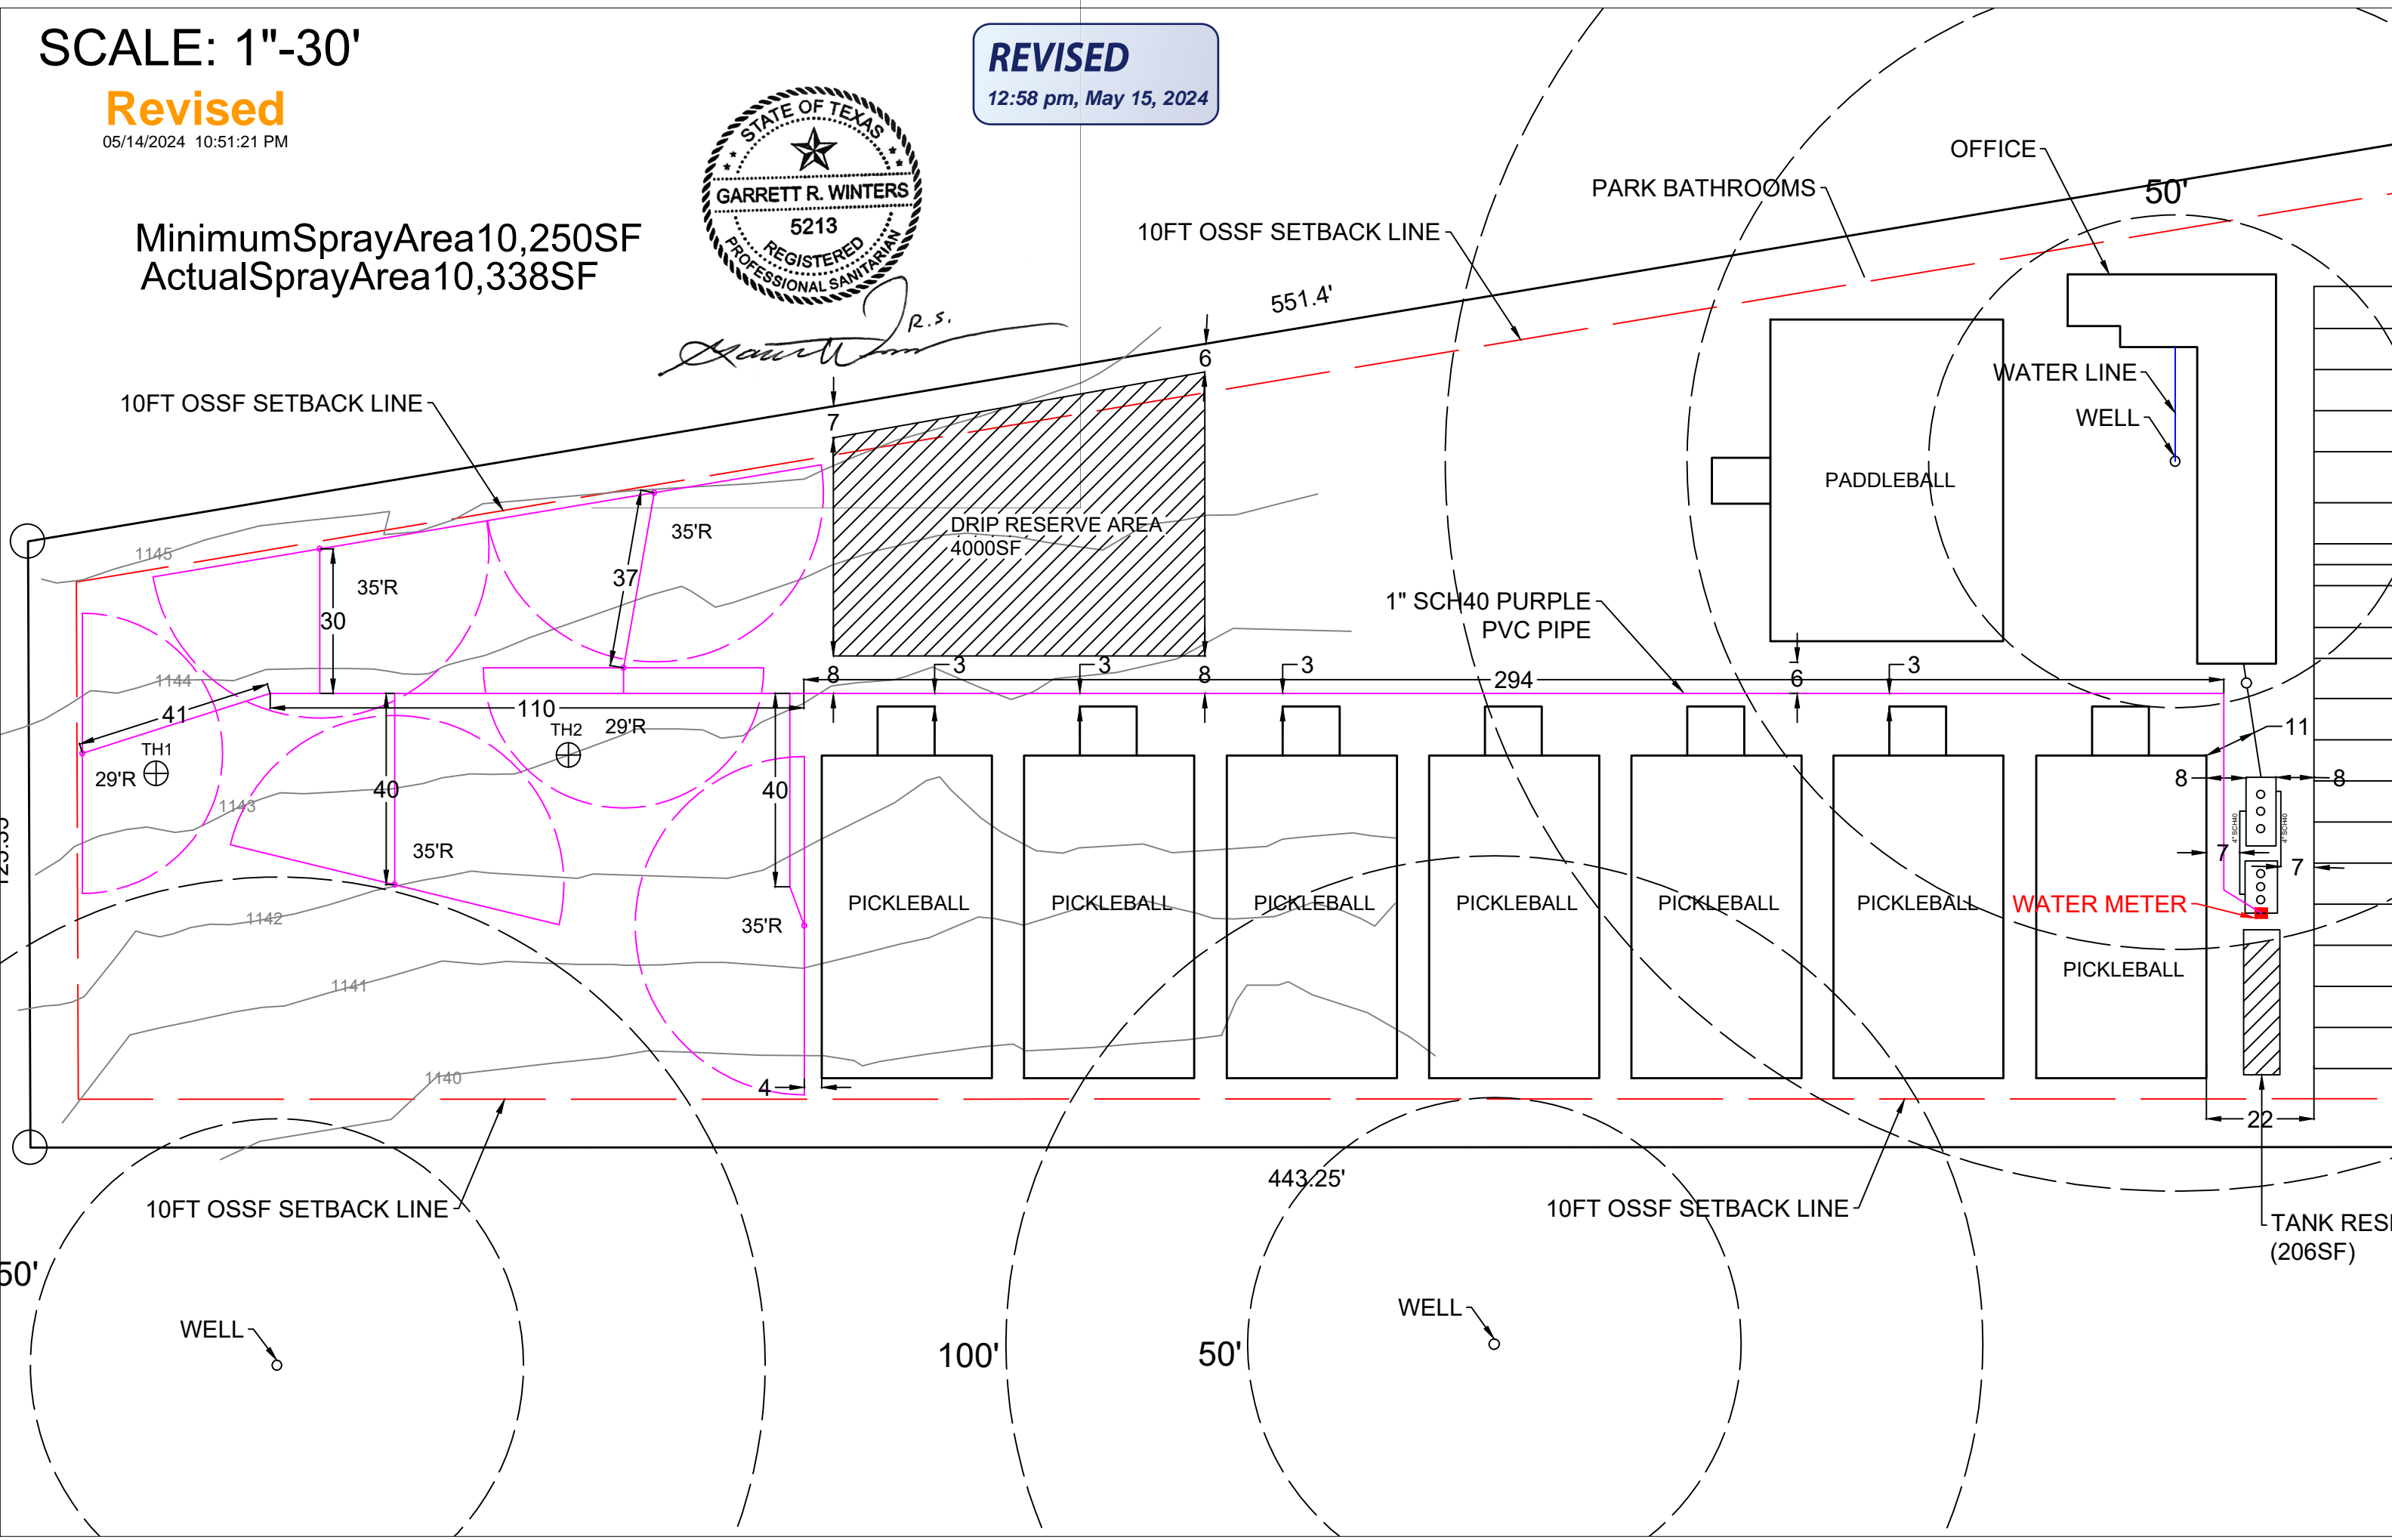 SCALE: 1"-30'
Revised
05/14/2024 10:51:21 PM
REVISED
12:58 pm, May 15, 2024
STATE OF TEXAS
GARRETT R. WINTERS
5213
REGISTERED
PROFESSIONAL SANITARIAN
R.S.
MinimumSprayArea10,250SF
ActualSprayArea10,338SF
OFFICE
PARK BATHROOMS
50'
10FT OSSF SETBACK LINE
551.4'
6
WATER LINE
WELL
10FT OSSF SETBACK LINE
7
PADDLEBALL
DRIP RESERVE AREA
4000SF
35'R
37
1145
35'R
30
1" SCH40 PURPLE
PVC PIPE
8
3
3
8
3
294
6
3
1144
41
110
TH1
TH2
29'R
29'R
11
8
8
40
40
1143
4" SCH40
4" SCH40
35'R
7
7
PICKLEBALL
PICKLEBALL
PICKLEBALL
PICKLEBALL
PICKLEBALL
PICKLEBALL
WATER METER
35'R
1142
PICKLEBALL
1141
1140
4
22
443.25'
10FT OSSF SETBACK LINE
10FT OSSF SETBACK LINE
TANK
(206SF)
50'
WELL
WELL
100'
50'